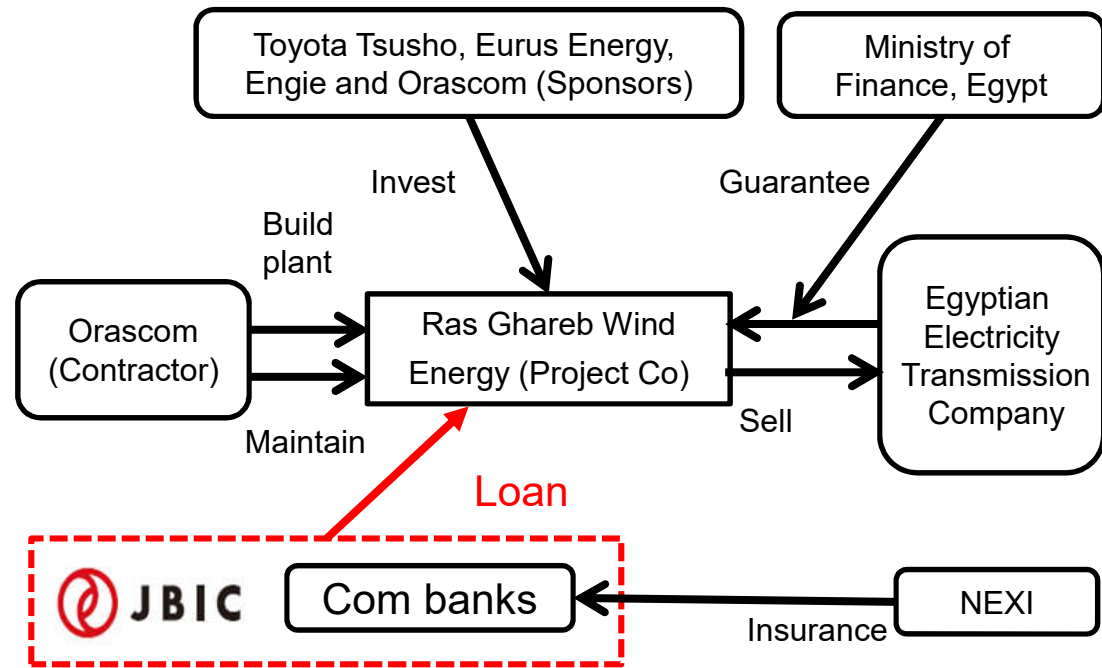 Toyota Tsusho, Eurus Energy,
Engie and Orascom (Sponsors)
Ministry of
Finance, Egypt
Invest
Guarantee
Build
plant
Orascom
(Contractor)
Ras Ghareb Wind
Energy (Project Co)
Egyptian
Electricity
Transmission
Company
Maintain
Sell
Loan
JBIC
Com banks
Insurance
NEXI